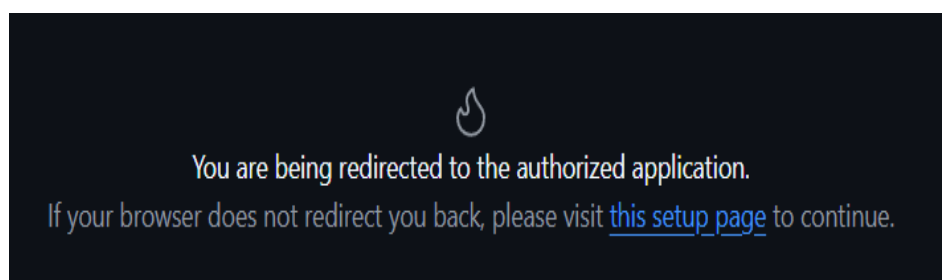 You are being redirected to the authorized application.
If your browser does not redirect you back, please visit this setup page to continue.